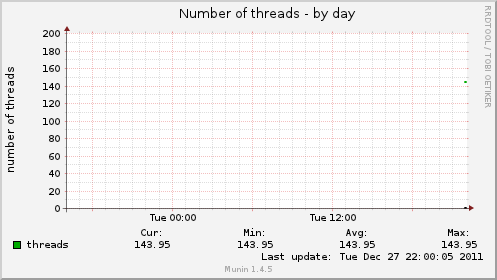 Number of threads - by day
RRDTOOL / TOBI OETIKER
number of threads
200
180
160
140
120
100
80
60
40
20
0
Tue 00:00 Tue 12:00
Cur: Min: Avg: Max:
threads 143.95 143.95 143.95 143.95
Last update: Tue Dec 27 22:00:05 2011
Munin 1.4.5